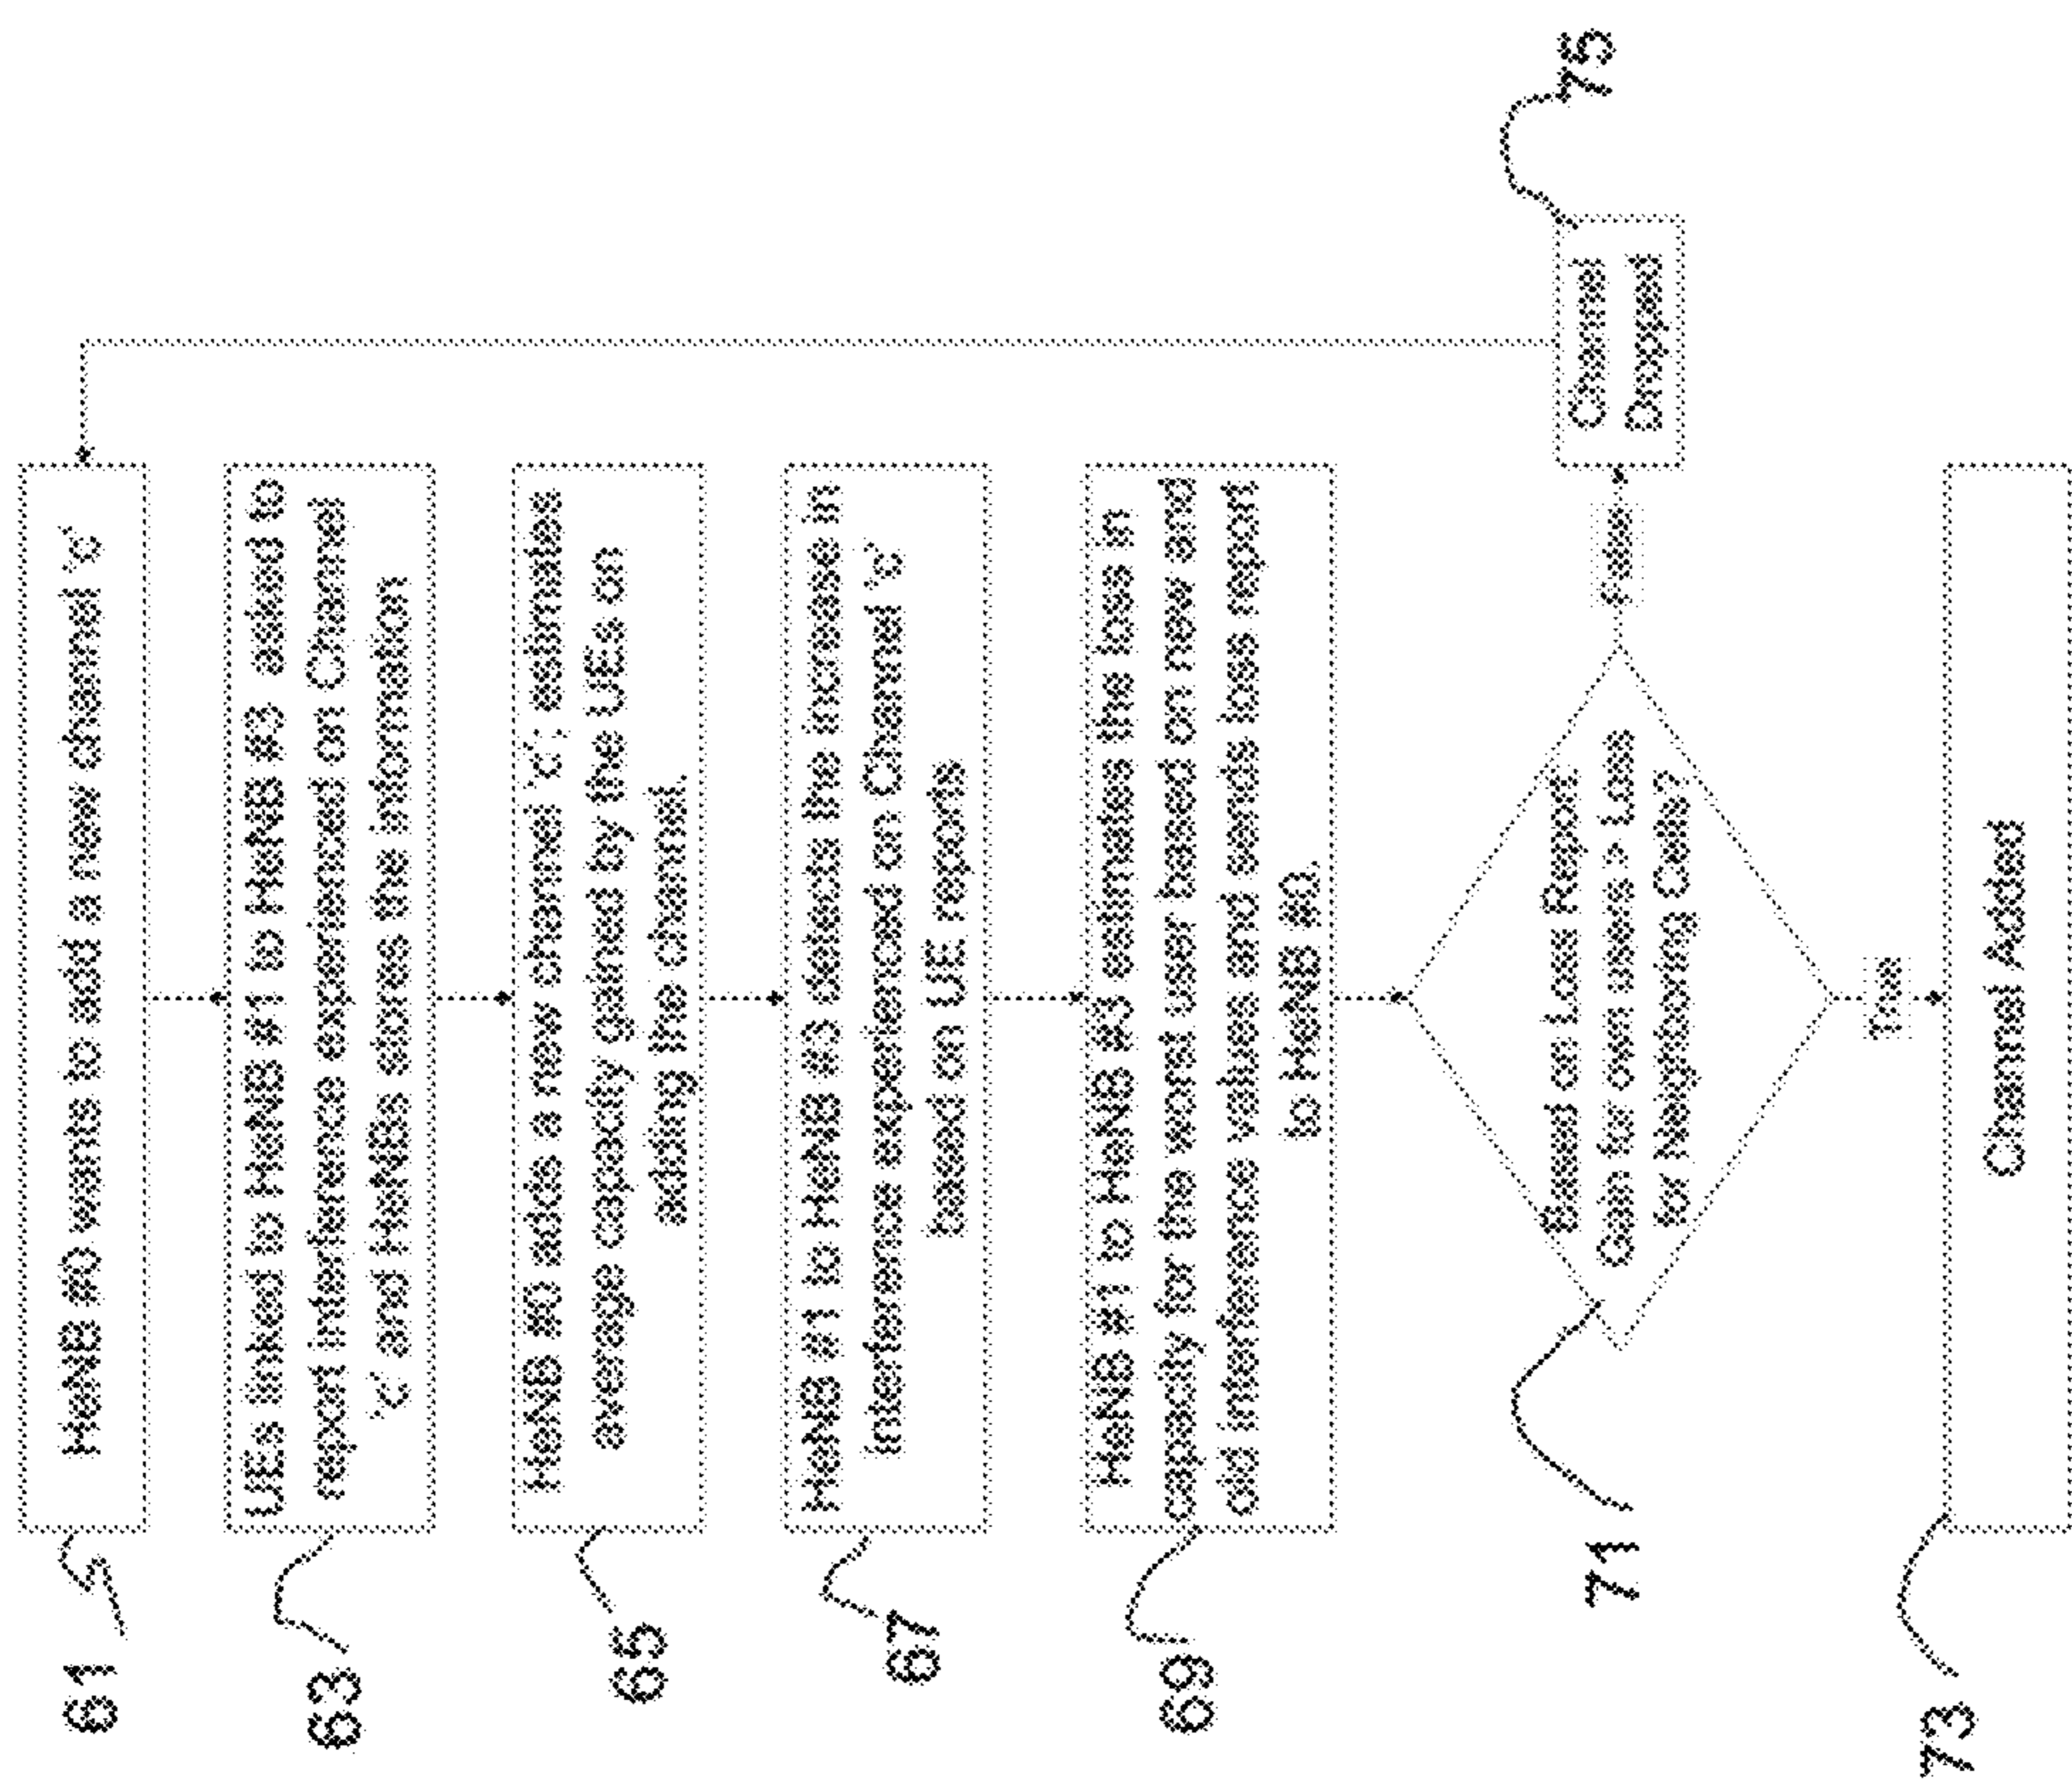 61
HeNB #0 wants to add a new channel 'c'
63
UEs linked to HeNB #1 to HeNB #3 asked to
report interference experienced on Channel
'c' and HeNBs stores the information
65
HeNB #0 adds a new channel 'c'; estimates
average capacity gained by the UEs on
adding the channel.
67
HeNB #1 to HeNB #3 detects the increase in
interference experienced on Channel 'c'
based on UE reports
69
HeNB #1 to HeNB #3 estimates the loss in
capacity for the worst user based on new and
old interference values and sends loss report
to HeNB #0.
71
Based on Loss Report
Gain for own users > Loss
for Neighboring Cells?
False
Channel
Dropped
75
True
73
Channel Added